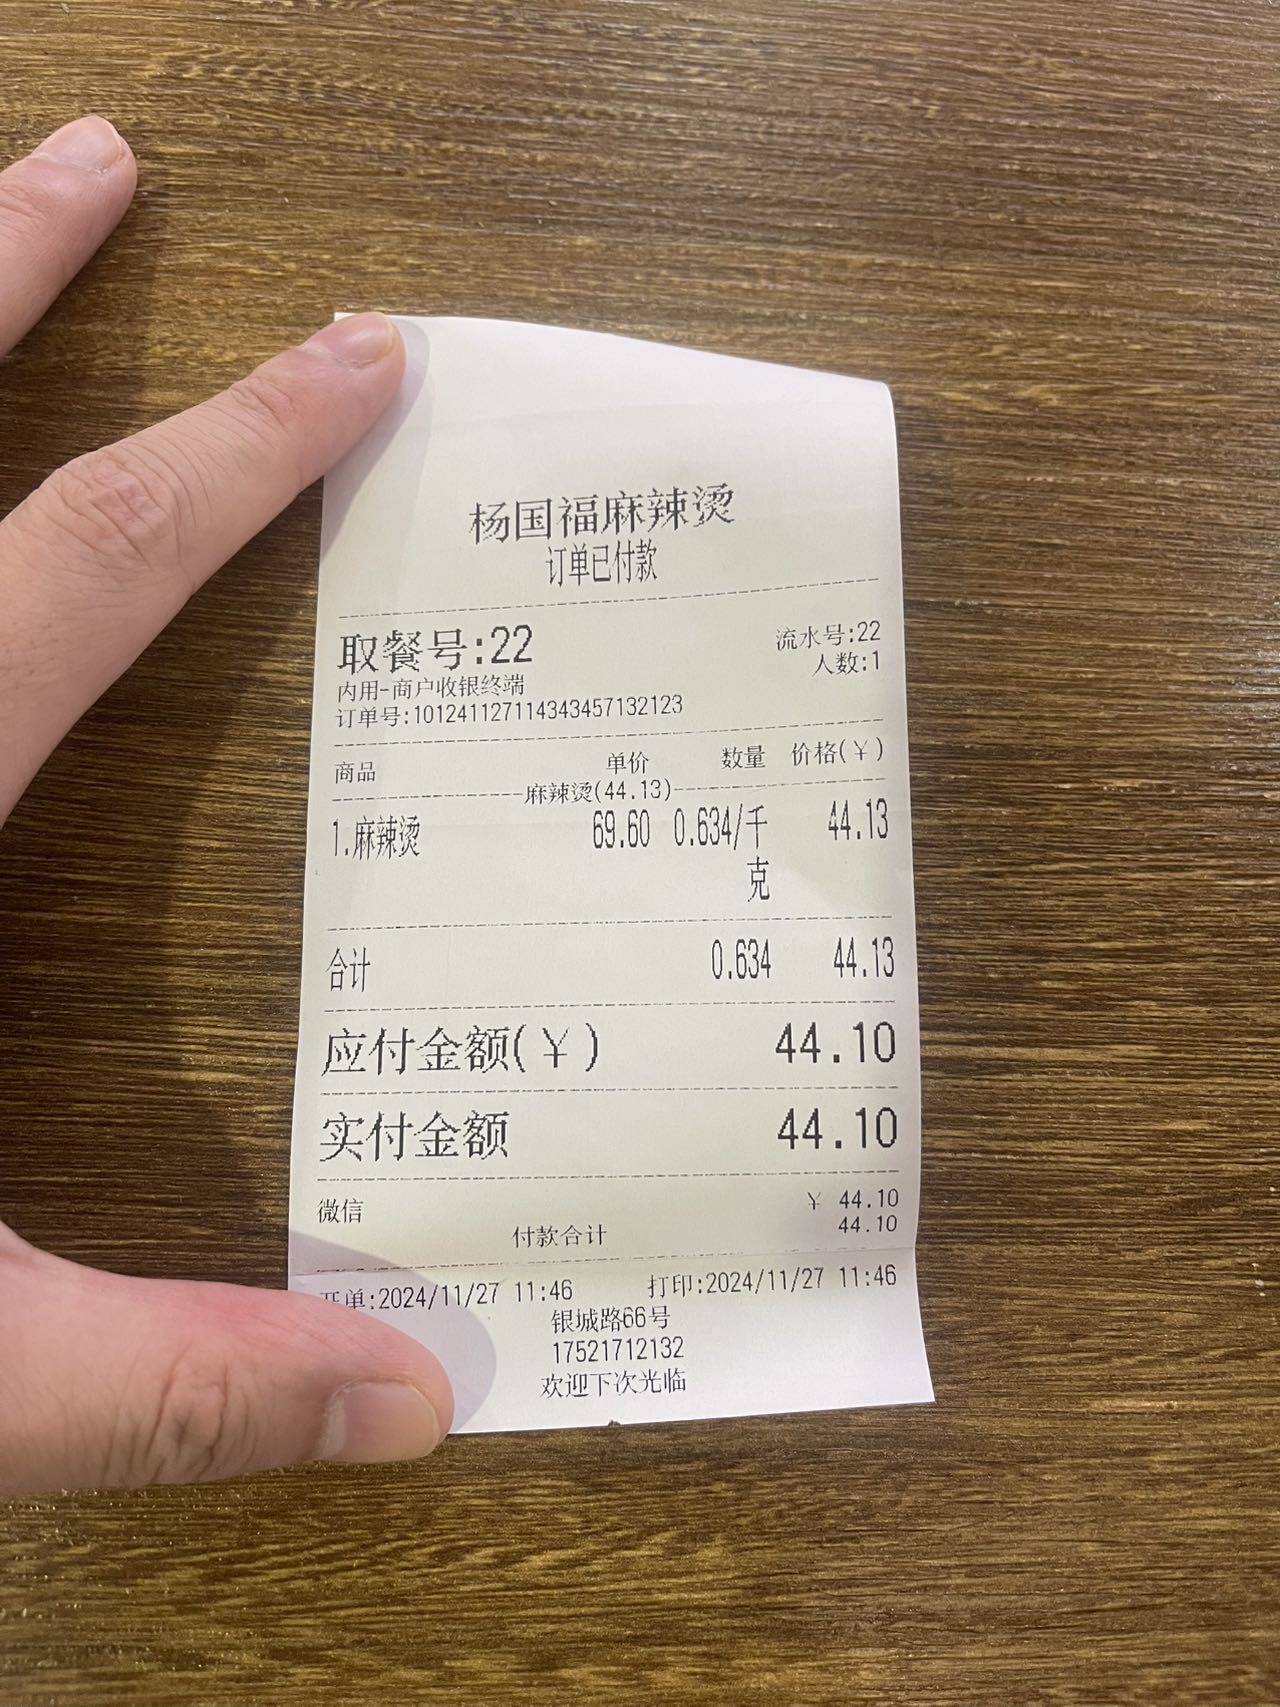 杨国福麻辣烫
订单已付款
取餐号:22 流水号:22
内用-商户收银终端 人数:1
订单号:101241127114343457132123
商品 单价 数量 价格(¥)
麻辣烫(44.13)
1.麻辣烫 69.60 0.634/千克 44.13
合计 0.634 44.13
应付金额(¥) 44.10
实付金额 44.10
微信 ¥ 44.10
付款合计 44.10
开单:2024/11/27 11:46 打印:2024/11/27 11:46
银城路66号
17521712132
欢迎下次光临